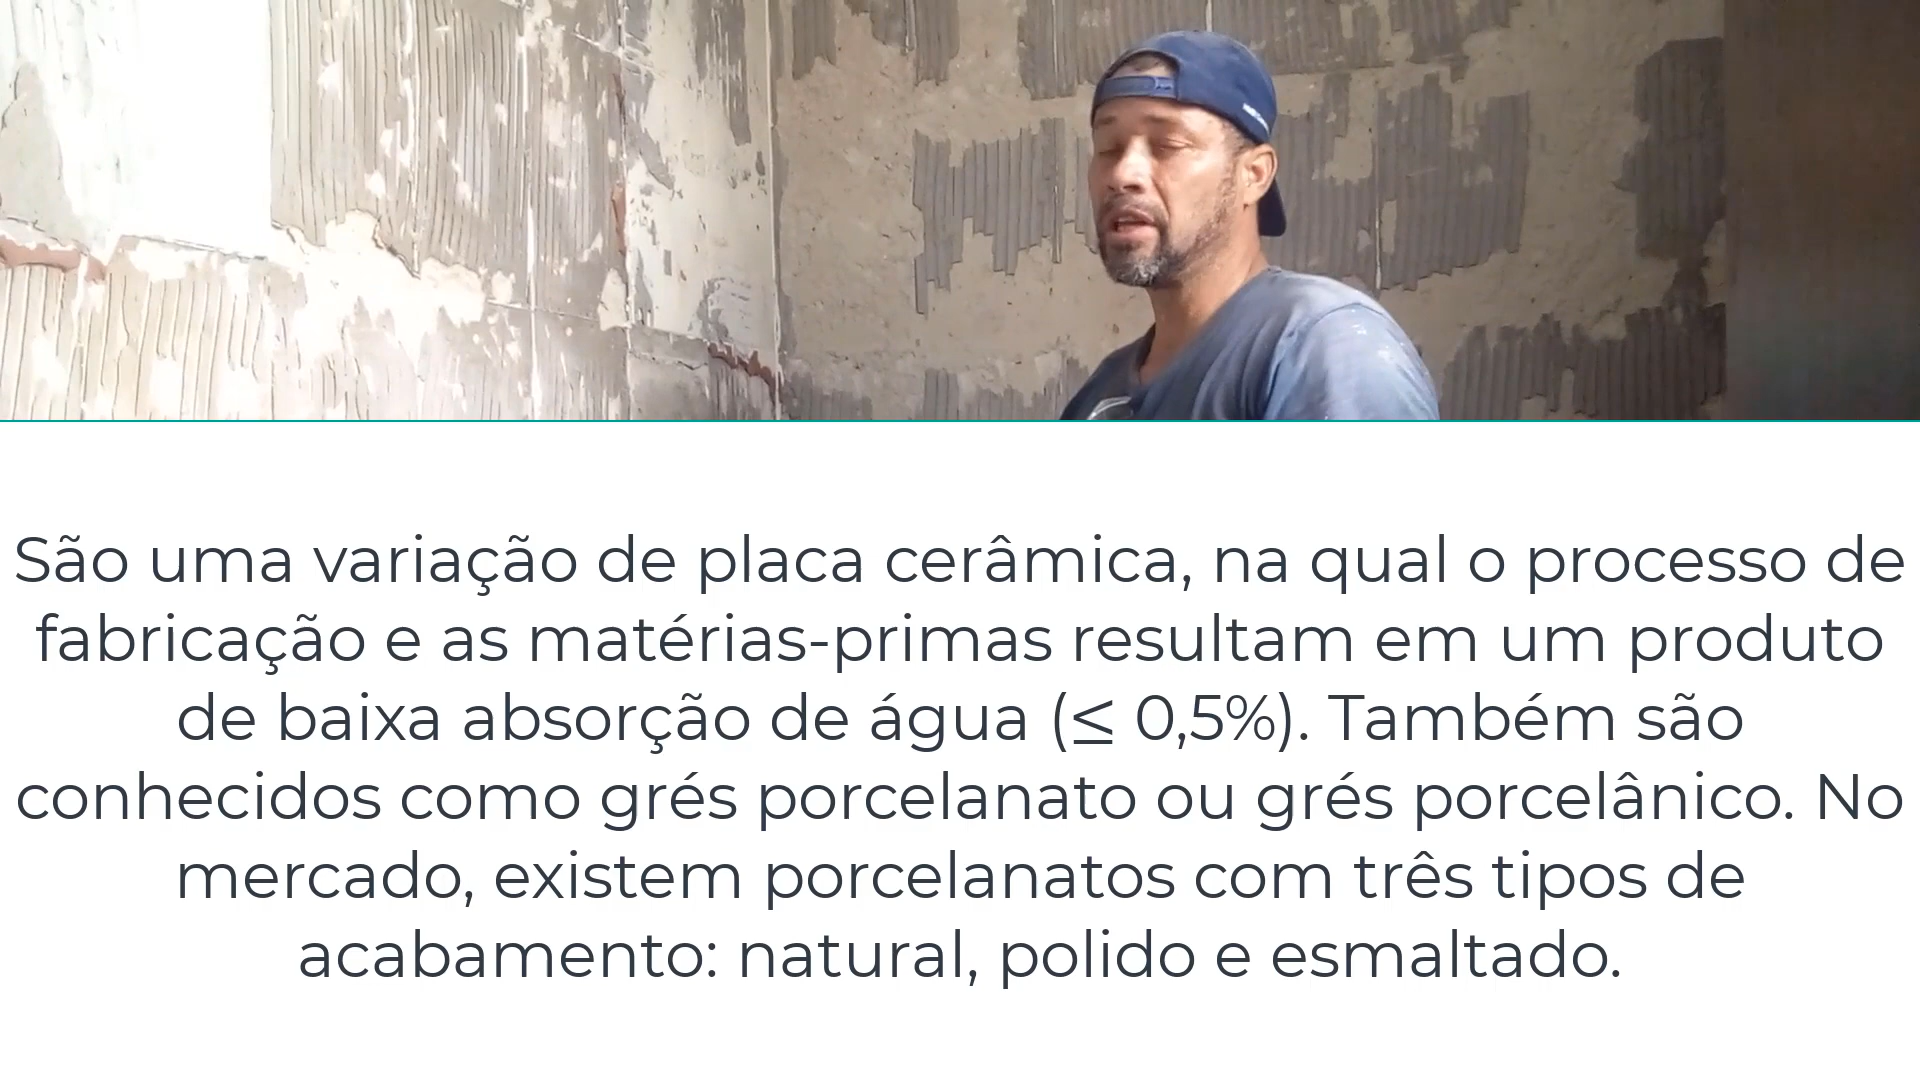 São uma variação de placa cerâmica, na qual o processo de
fabricação e as matérias-primas resultam em um produto
de baixa absorção de água (≤ 0,5%). Também são
conhecidos como grés porcelanato ou grés porcelânico. No
mercado, existem porcelanatos com três tipos de
acabamento: natural, polido e esmaltado.